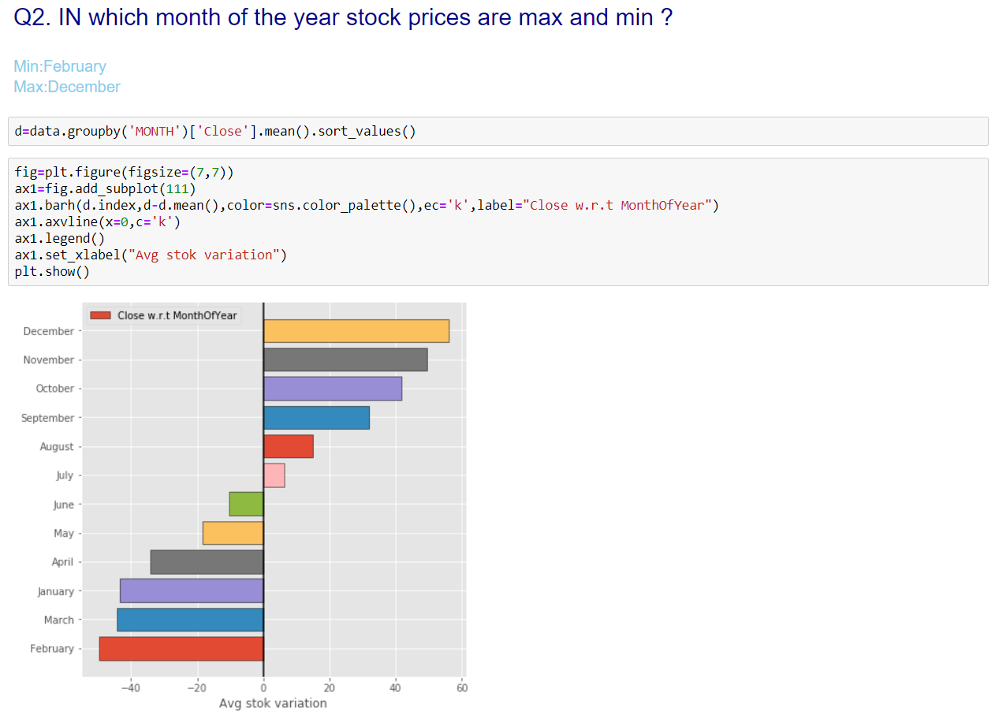 Q2. IN which month of the year stock prices are max and min ?
Min:February
Max:December
d=data.groupby('MONTH')['Close'].mean().sort_values()
fig=plt.figure(figsize=(7,7))
ax1=fig.add_subplot(111)
ax1.barh(d.index,d-d.mean(),color=sns.color_palette(),ec='k',label="Close w.r.t MonthOfYear")
ax1.axvline(x=0,c='k')
ax1.legend()
ax1.set_xlabel("Avg stok variation")
plt.show()
Close w.r.t MonthOfYear
December
November
October
September
August
July
June
May
April
January
March
February
−40 −20 0 20 40 60
Avg stok variation